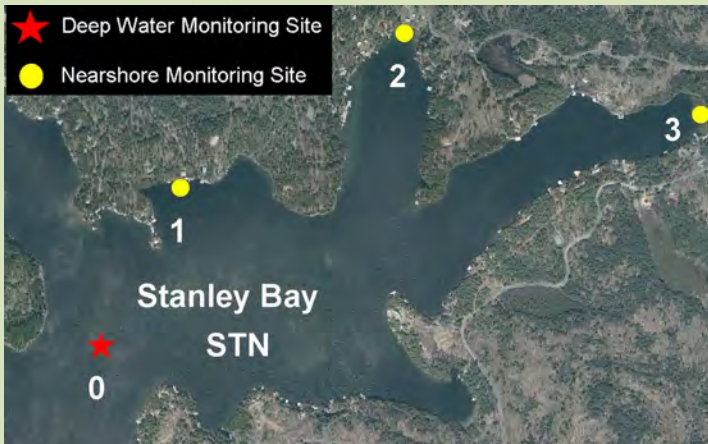 Deep Water Monitoring Site
Nearshore Monitoring Site
2
3
1
Stanley Bay
STN
0